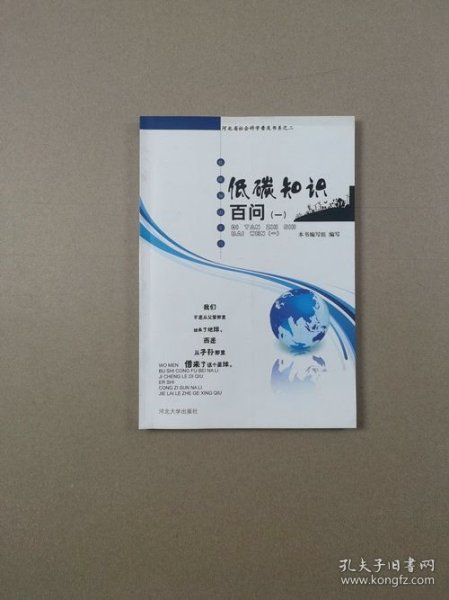 河北省社会科学普及书系之二
低碳知识
百问(一)
DI TAN ZHI SHI
BAI WEN (一)
本书编写组 编写
我们
不是从父辈那里
继承了地球,
而是
从子孙那里
借来了这个星球。
WO MEN
BU SHI CONG FU BEI NA LI
JI CHENG LE DI QIU
ER SHI
CONG ZI SUN NA LI
JIE LAI LE ZHE GE XING QIU
河北大学出版社
孔夫子旧书网
www.kongfz.com